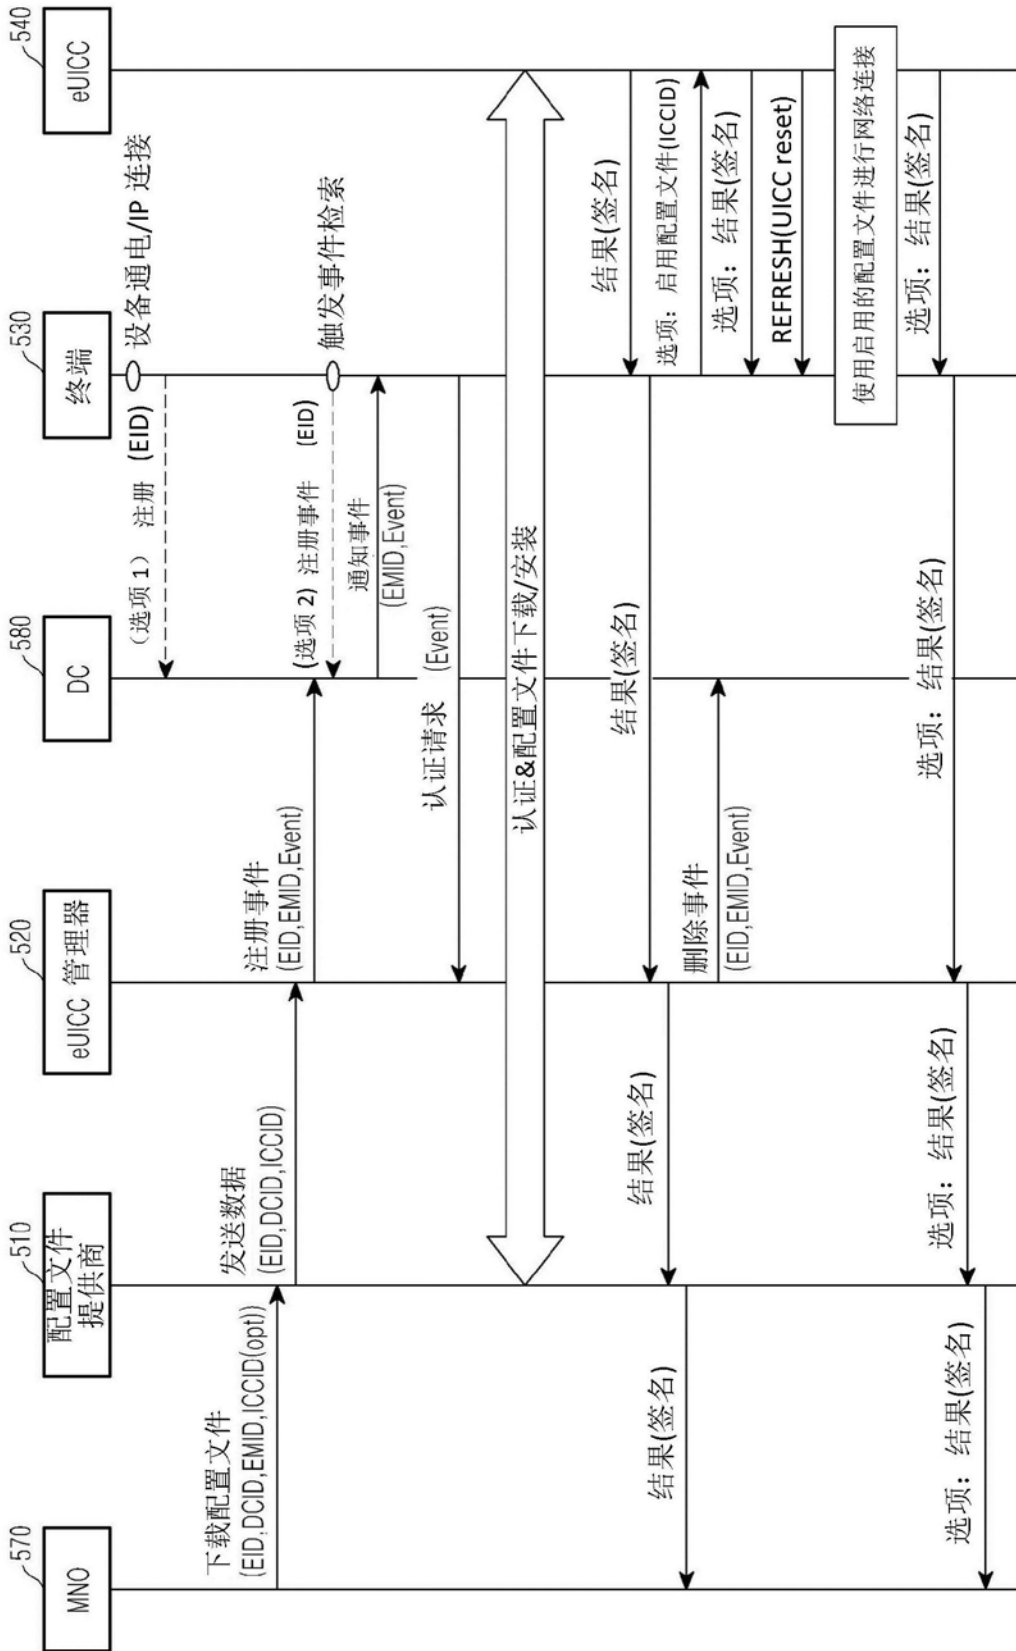 570
MNO
510
配置文件
提供商
520
eUICC 管理器
580
DC
530
终端
540
eUICC
设备通电/IP 连接
（选项 1） 注册 (EID)
下载配置文件
(EID,DCID,EMID,ICCID(opt))
发送数据
(EID,DCID,ICCID)
注册事件
(EID,EMID,Event)
触发事件检索
(选项 2) 注册事件 (EID)
通知事件
(EMID,Event)
认证请求 (Event)
认证&配置文件下载/安装
结果(签名)
结果(签名)
结果(签名)
结果(签名)
选项：启用配置文件(ICCID)
删除事件
(EID,EMID,Event)
选项：结果(签名)
REFRESH(UICC reset)
使用启用的配置文件进行网络连接
选项：结果(签名)
选项：结果(签名)
选项：结果(签名)
选项：结果(签名)